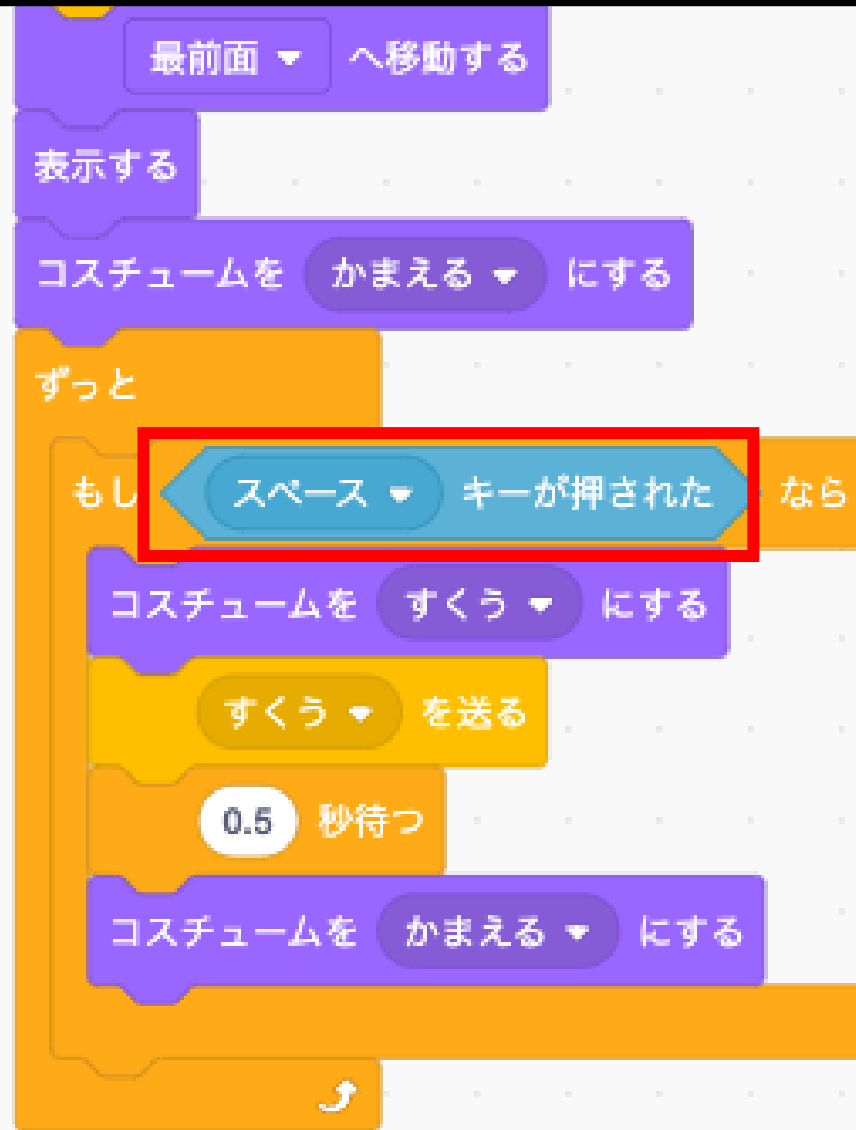 最前面 へ移動する
表示する
コスチュームを かまえる にする
ずっと
もし スペース キーが押された なら
コスチュームを すくう にする
すくう を送る
0.5 秒待つ
コスチュームを かまえる にする